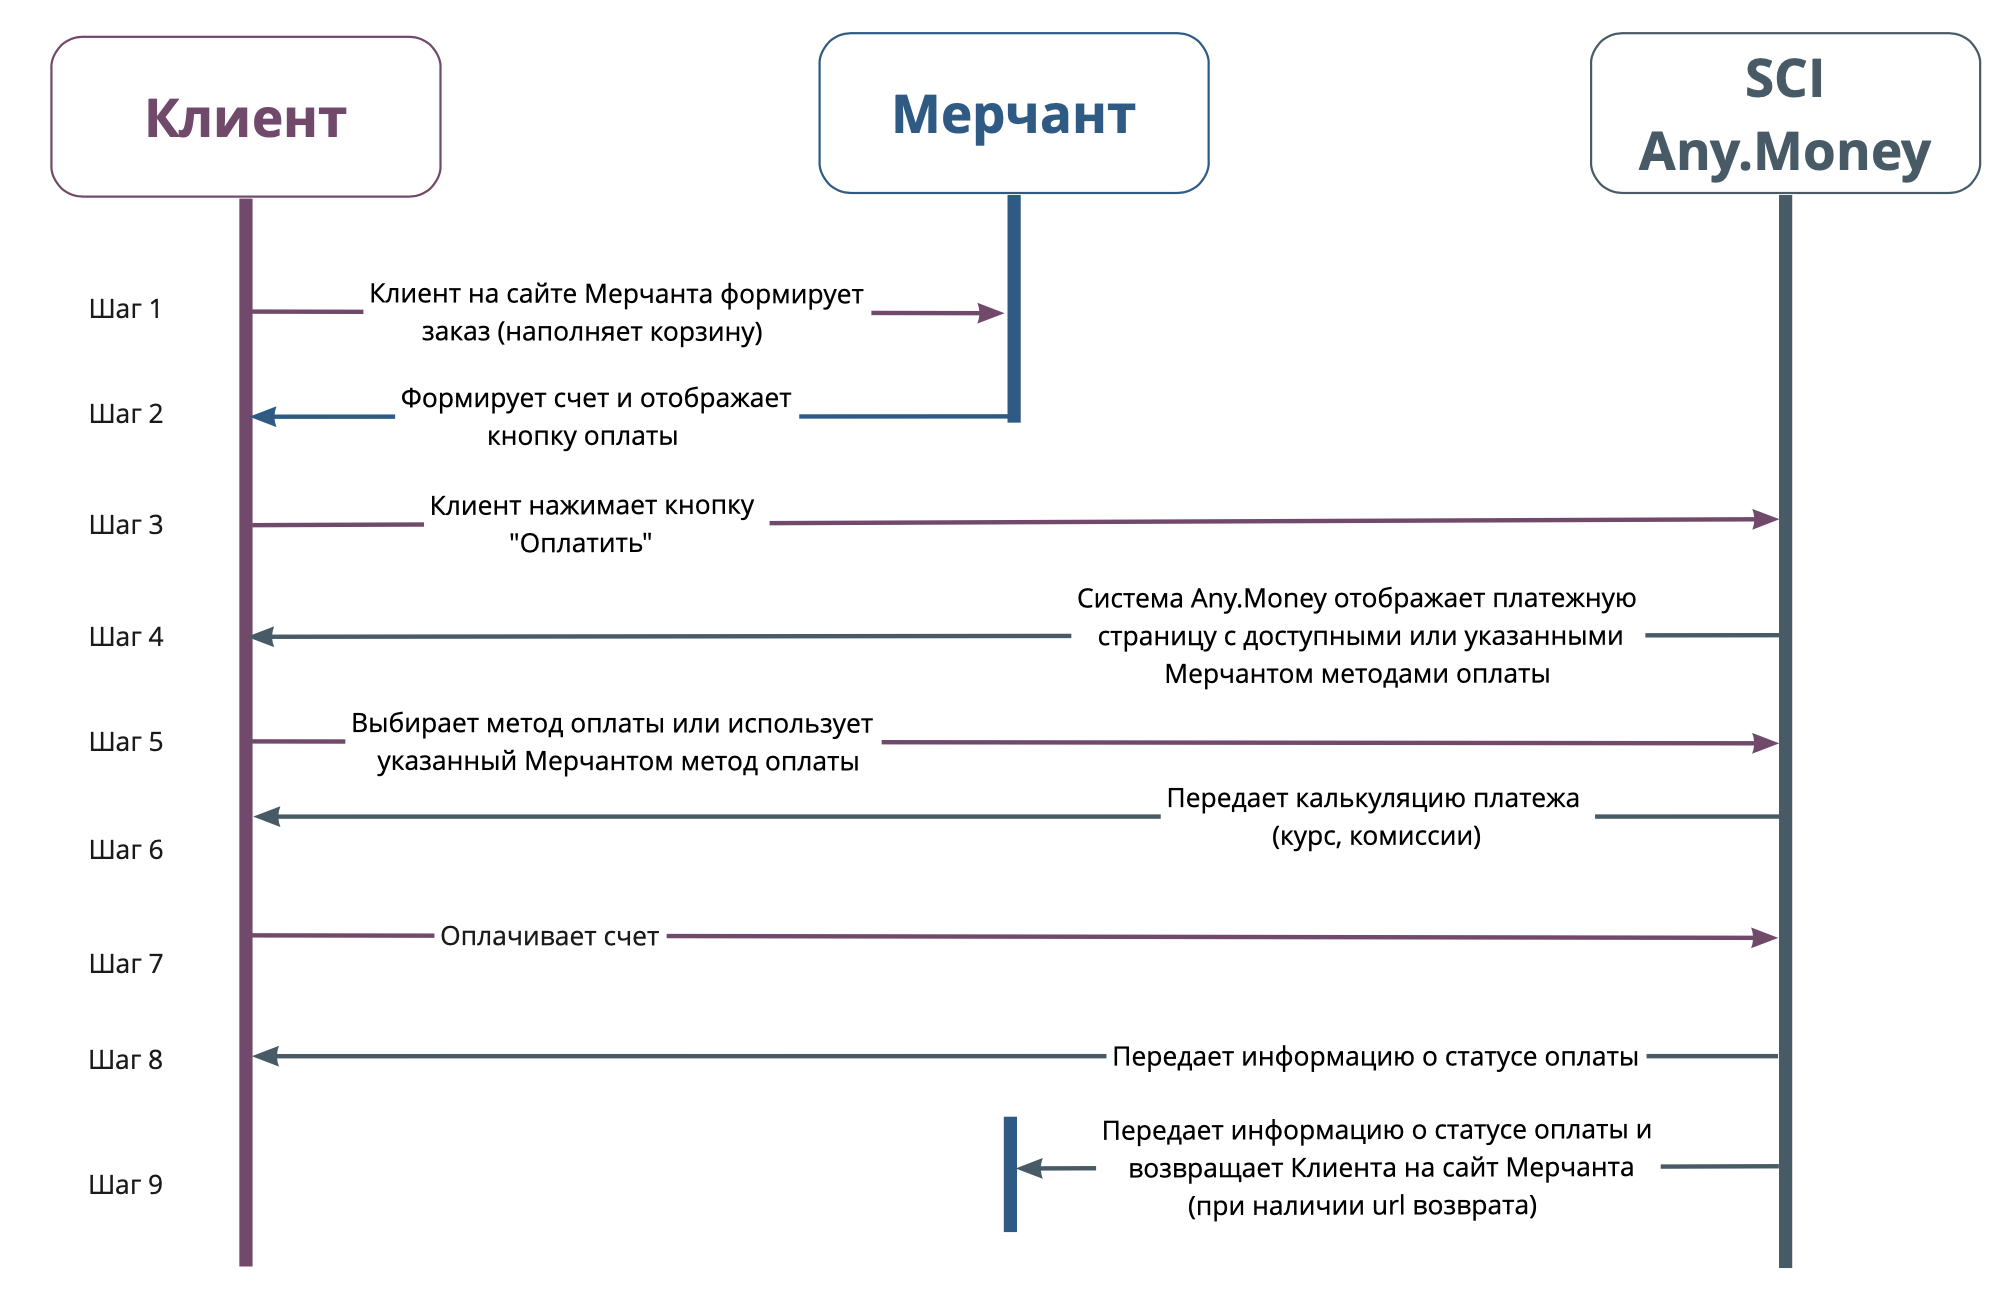 Клиент
Мерчант
SCI
Any.Money
Шаг 1
Клиент на сайте Мерчанта формирует
заказ (наполняет корзину)
Шаг 2
Формирует счет и отображает
кнопку оплаты
Шаг 3
Клиент нажимает кнопку
"Оплатить"
Шаг 4
Система Any.Money отображает платежную
страницу с доступными или указанными
Мерчантом методами оплаты
Шаг 5
Выбирает метод оплаты или использует
указанный Мерчантом метод оплаты
Шаг 6
Передает калькуляцию платежа
(курс, комиссии)
Шаг 7
Оплачивает счет
Шаг 8
Передает информацию о статусе оплаты
Шаг 9
Передает информацию о статусе оплаты и
возвращает Клиента на сайт Мерчанта
(при наличии url возврата)